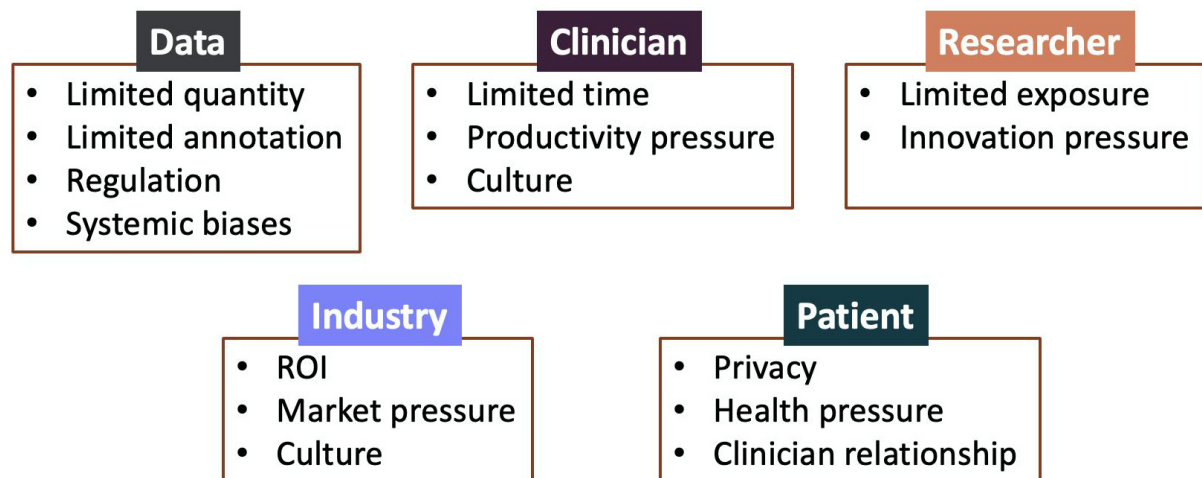 Data
• Limited quantity
• Limited annotation
• Regulation
• Systemic biases
Clinician
• Limited time
• Productivity pressure
• Culture
Researcher
• Limited exposure
• Innovation pressure
Industry
• ROI
• Market pressure
• Culture
Patient
• Privacy
• Health pressure
• Clinician relationship